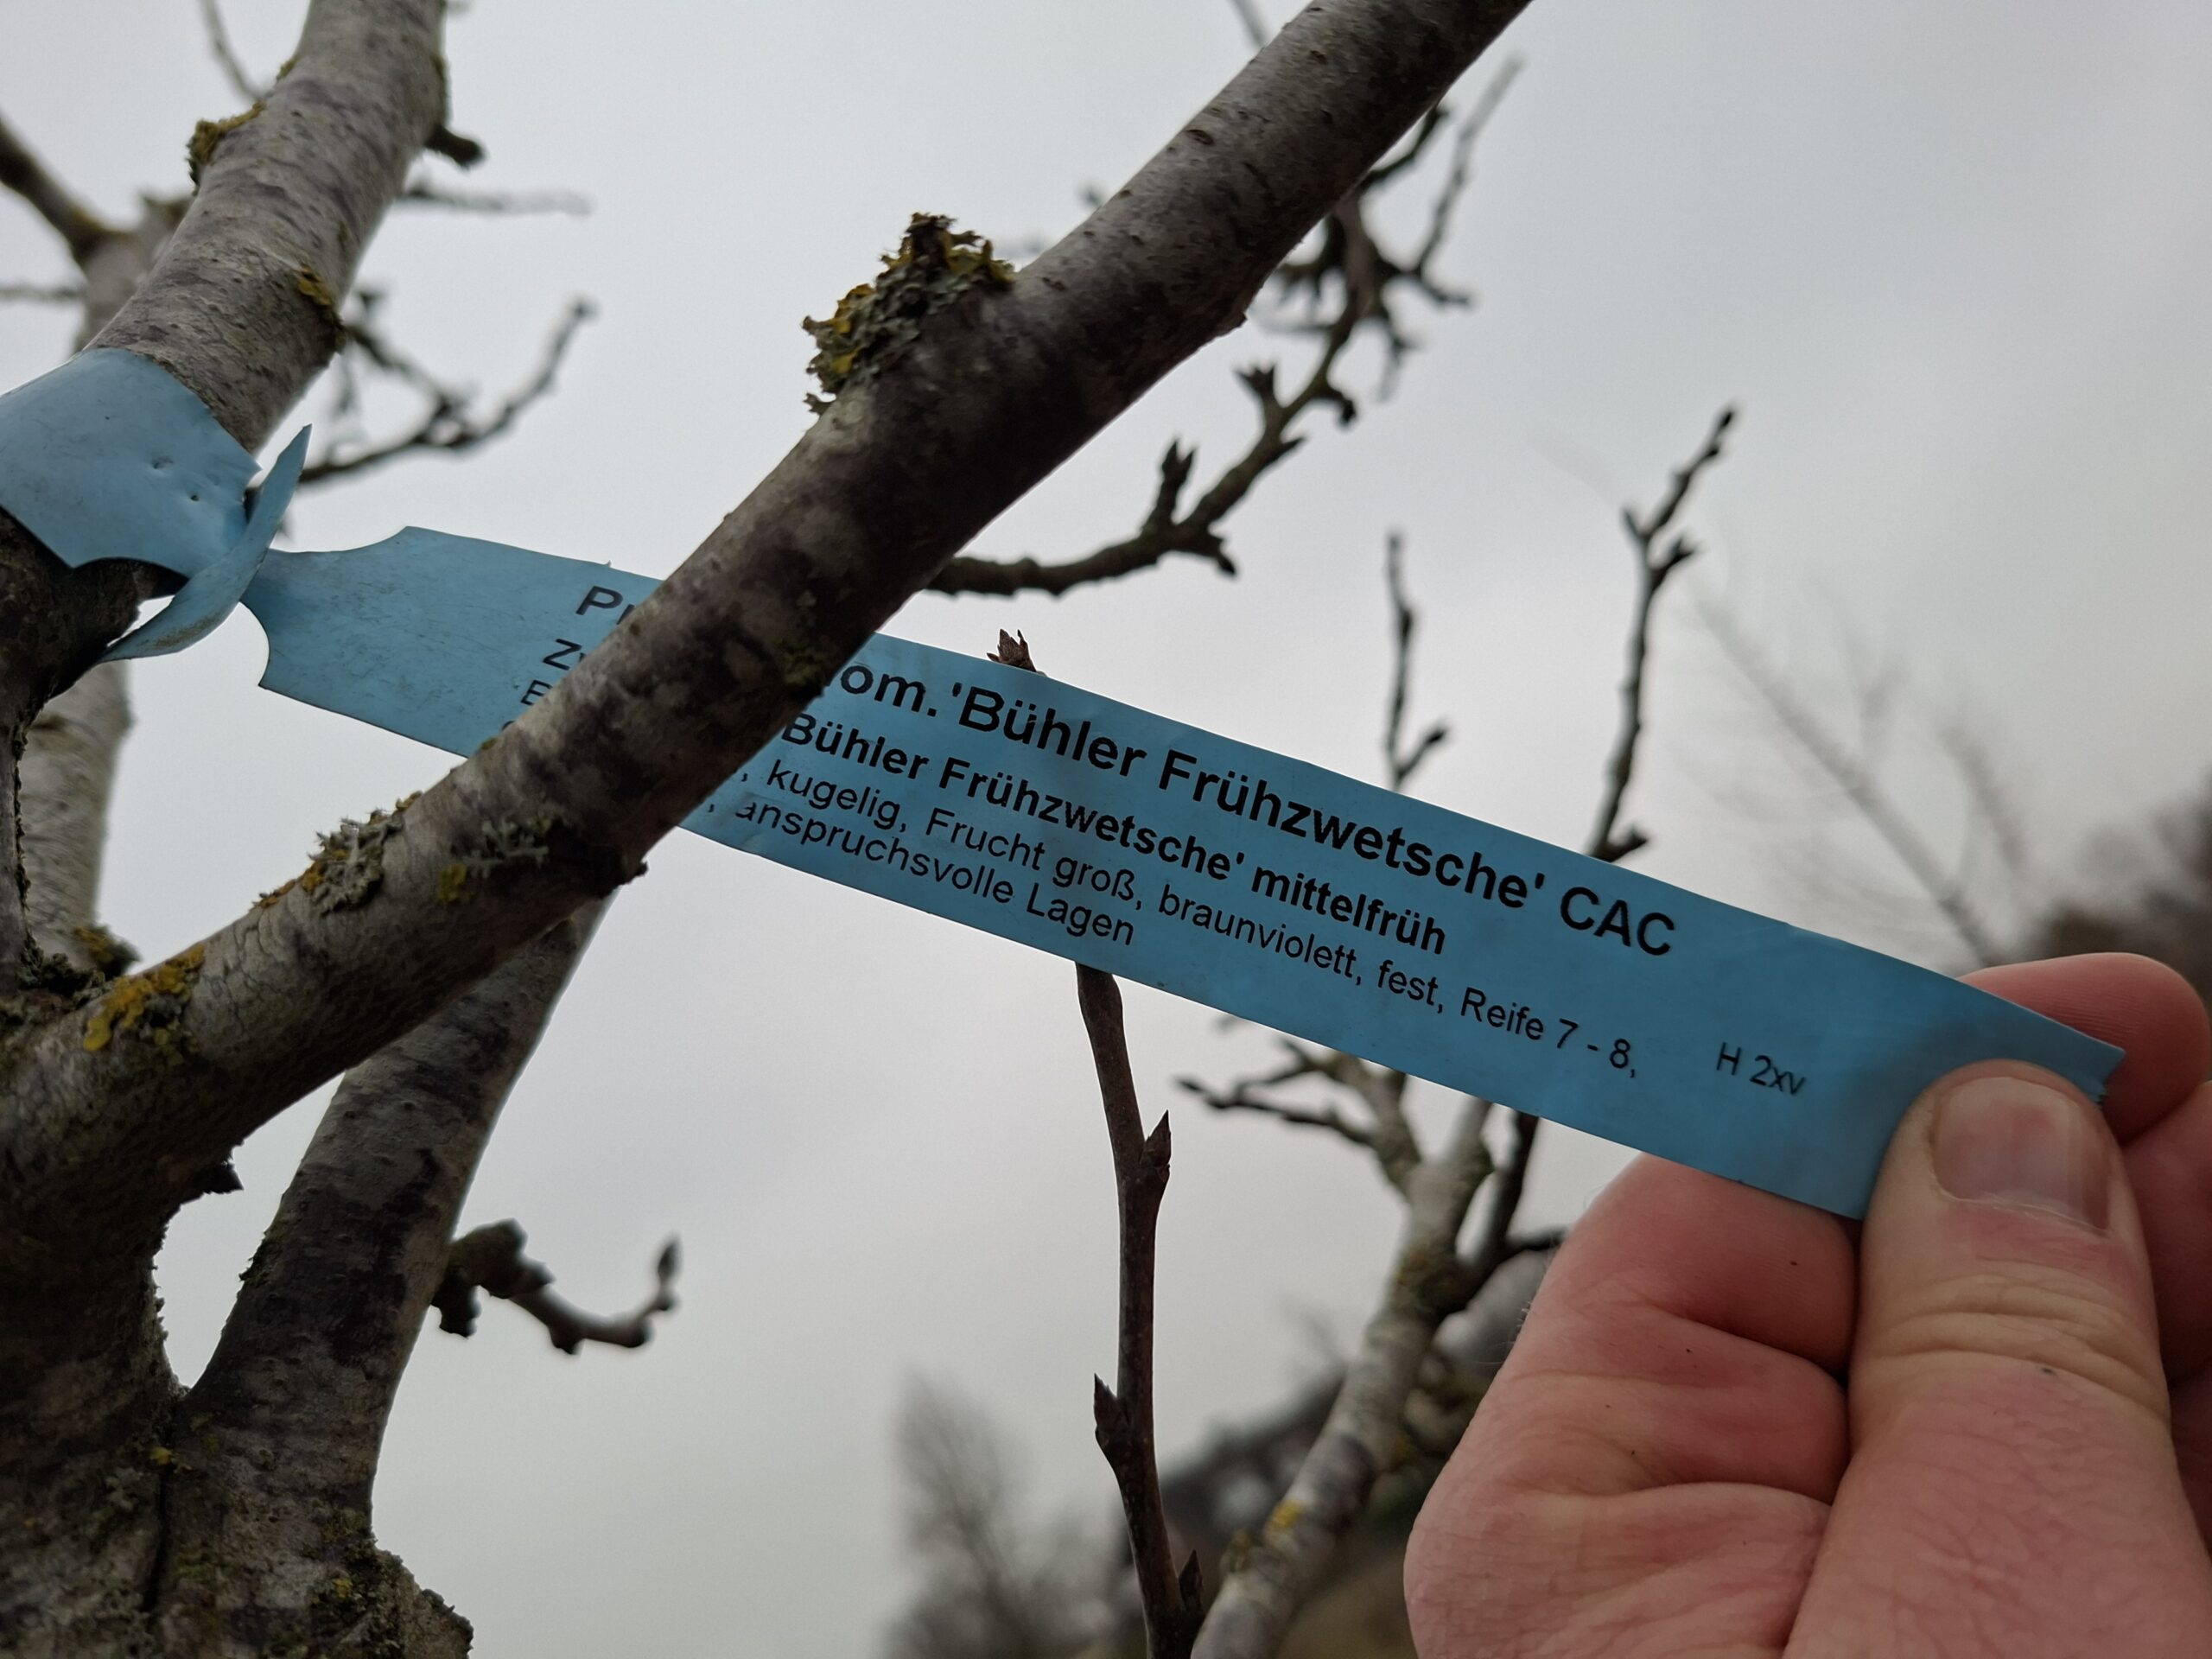 om. 'Bühler Frühzwetsche' CAC
Bühler Frühzwetsche' mittelfrüh
, kugelig, Frucht groß, braunviolett, fest, Reife 7 - 8,
, anspruchsvolle Lagen
H 2xv